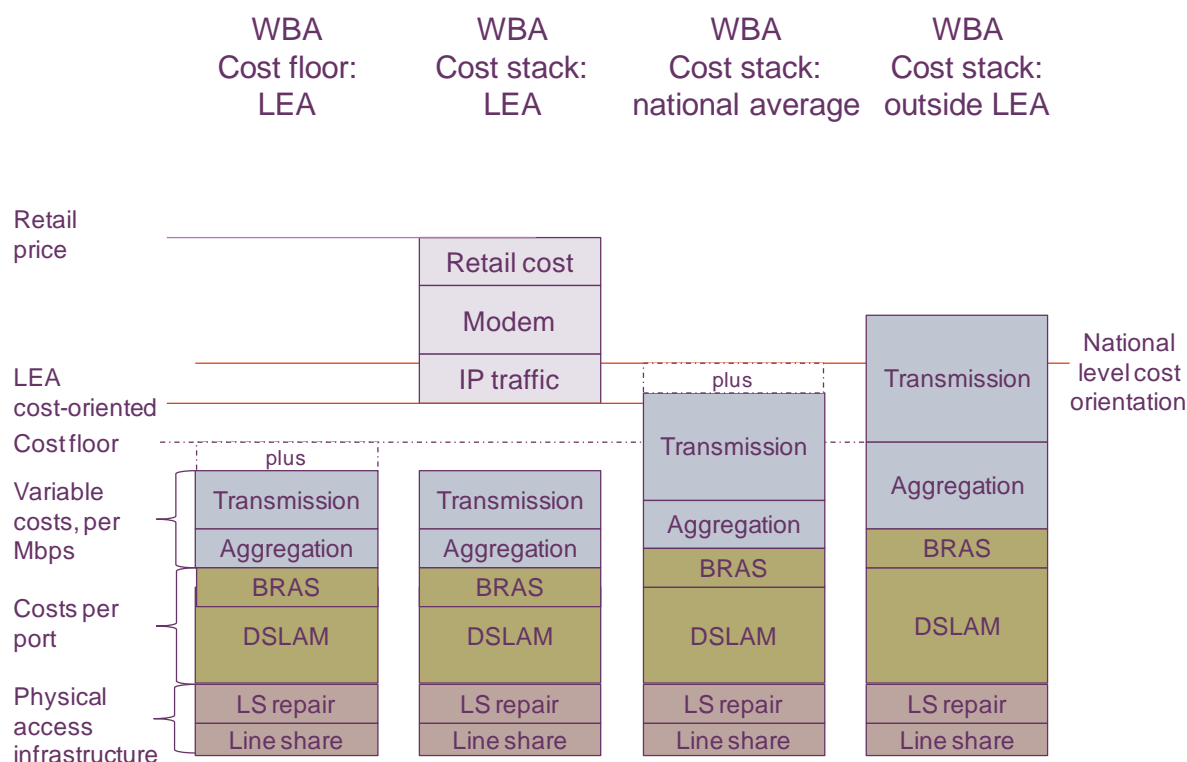 WBA
Cost floor:
LEA
WBA
Cost stack:
LEA
WBA
Cost stack:
national average
WBA
Cost stack:
outside LEA
Retail
price
LEA
cost-oriented
Cost floor
Variable
costs, per
Mbps
Costs per
port
Physical
access
infrastructure
plus
Transmission
Aggregation
BRAS
DSLAM
LS repair
Line share
Retail cost
Modem
IP traffic
Transmission
Aggregation
BRAS
DSLAM
LS repair
Line share
plus
Transmission
Aggregation
BRAS
DSLAM
LS repair
Line share
Transmission
Aggregation
BRAS
DSLAM
LS repair
Line share
National
level cost
orientation